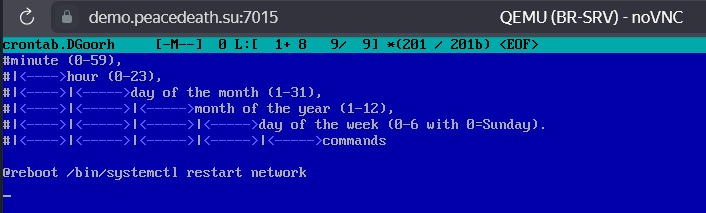 demo.peacedeath.su:7015 QEMU (BR-SRV) - noVNC
crontab.DGoorh [-M--] 0 L:[ 1+ 8 9/ 9] *(201 / 201b) <EOF>
#minute (0-59),
#|<---->hour (0-23),
#|<---->|<----->day of the month (1-31),
#|<---->|<----->|<----->month of the year (1-12),
#|<---->|<----->|<----->|<----->day of the week (0-6 with 0=Sunday).
#|<---->|<----->|<----->|<----->|<----->commands
@reboot /bin/systemctl restart network